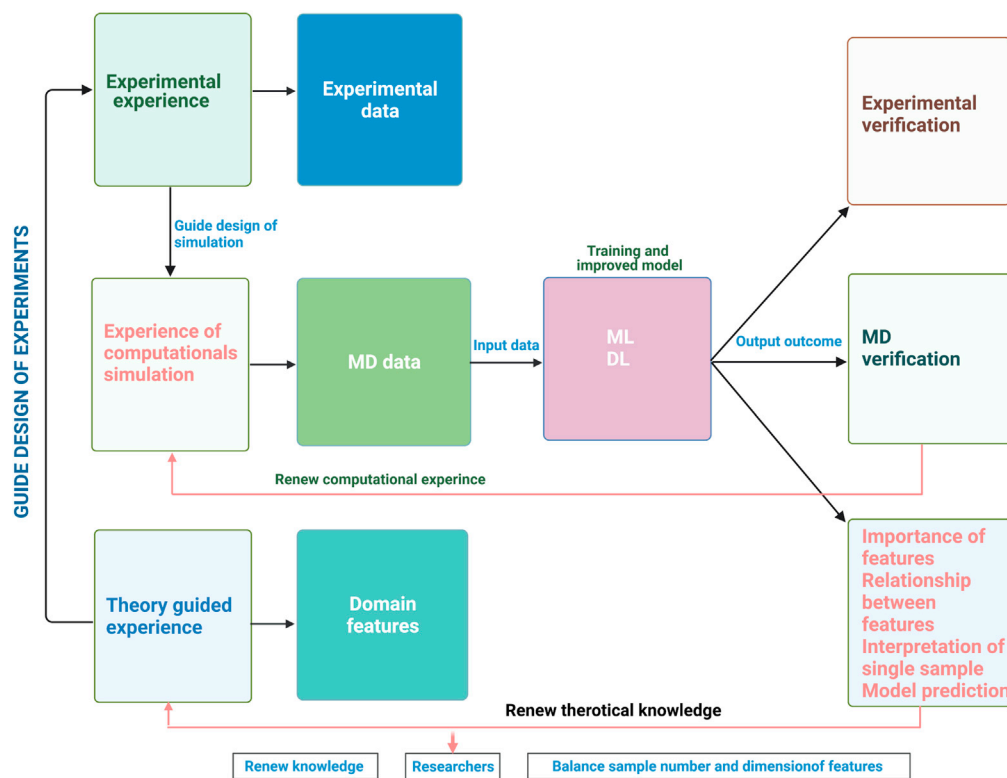 Experimental
experience
Experimental
data
Experimental
verification
GUIDE DESIGN OF EXPERIMENTS
Guide design of
simulation
Training and
improved model
Experience of
computationals
simulation
MD data
Input data
ML
DL
Output outcome
MD
verification
Renew computational experince
Theory guided
experience
Domain
features
Importance of
features
Relationship
between
features
Interpretation of
single sample
Model prediction
Renew therotical knowledge
Renew knowledge
Researchers
Balance sample number and dimensionof features